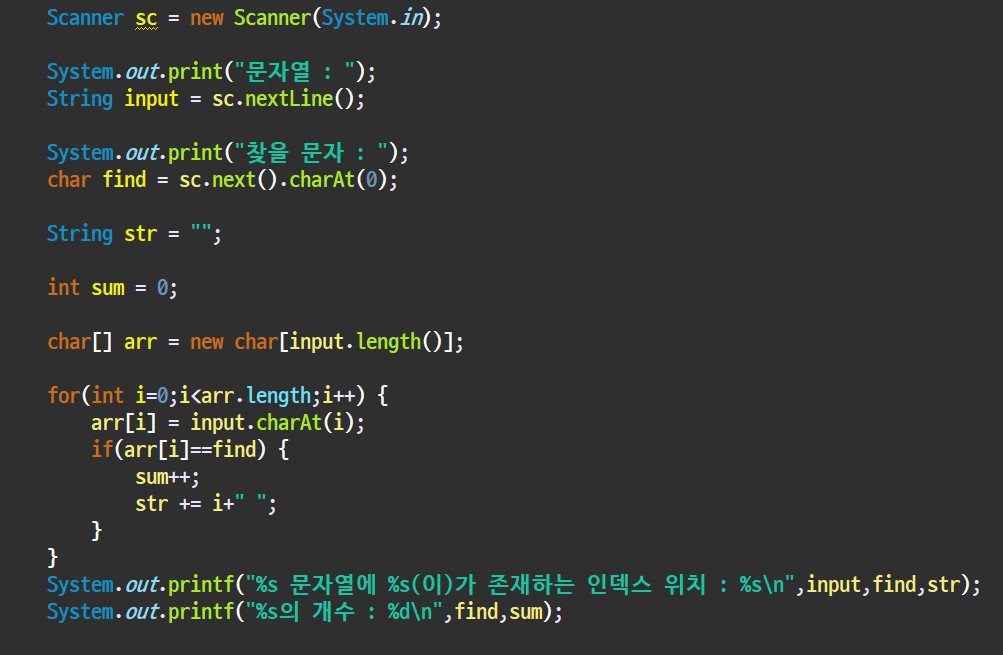 Scanner sc = new Scanner(System.in);
System.out.print("문자열 : ");
String input = sc.nextLine();
System.out.print("찾을 문자 : ");
char find = sc.next().charAt(0);
String str = "";
int sum = 0;
char[] arr = new char[input.length()];
for(int i=0;i<arr.length;i++) {
arr[i] = input.charAt(i);
if(arr[i]==find) {
sum++;
str += i+" ";
}
}
System.out.printf("%s 문자열에 %s(이)가 존재하는 인덱스 위치 : %s\n",input,find,str);
System.out.printf("%s의 개수 : %d\n",find,sum);